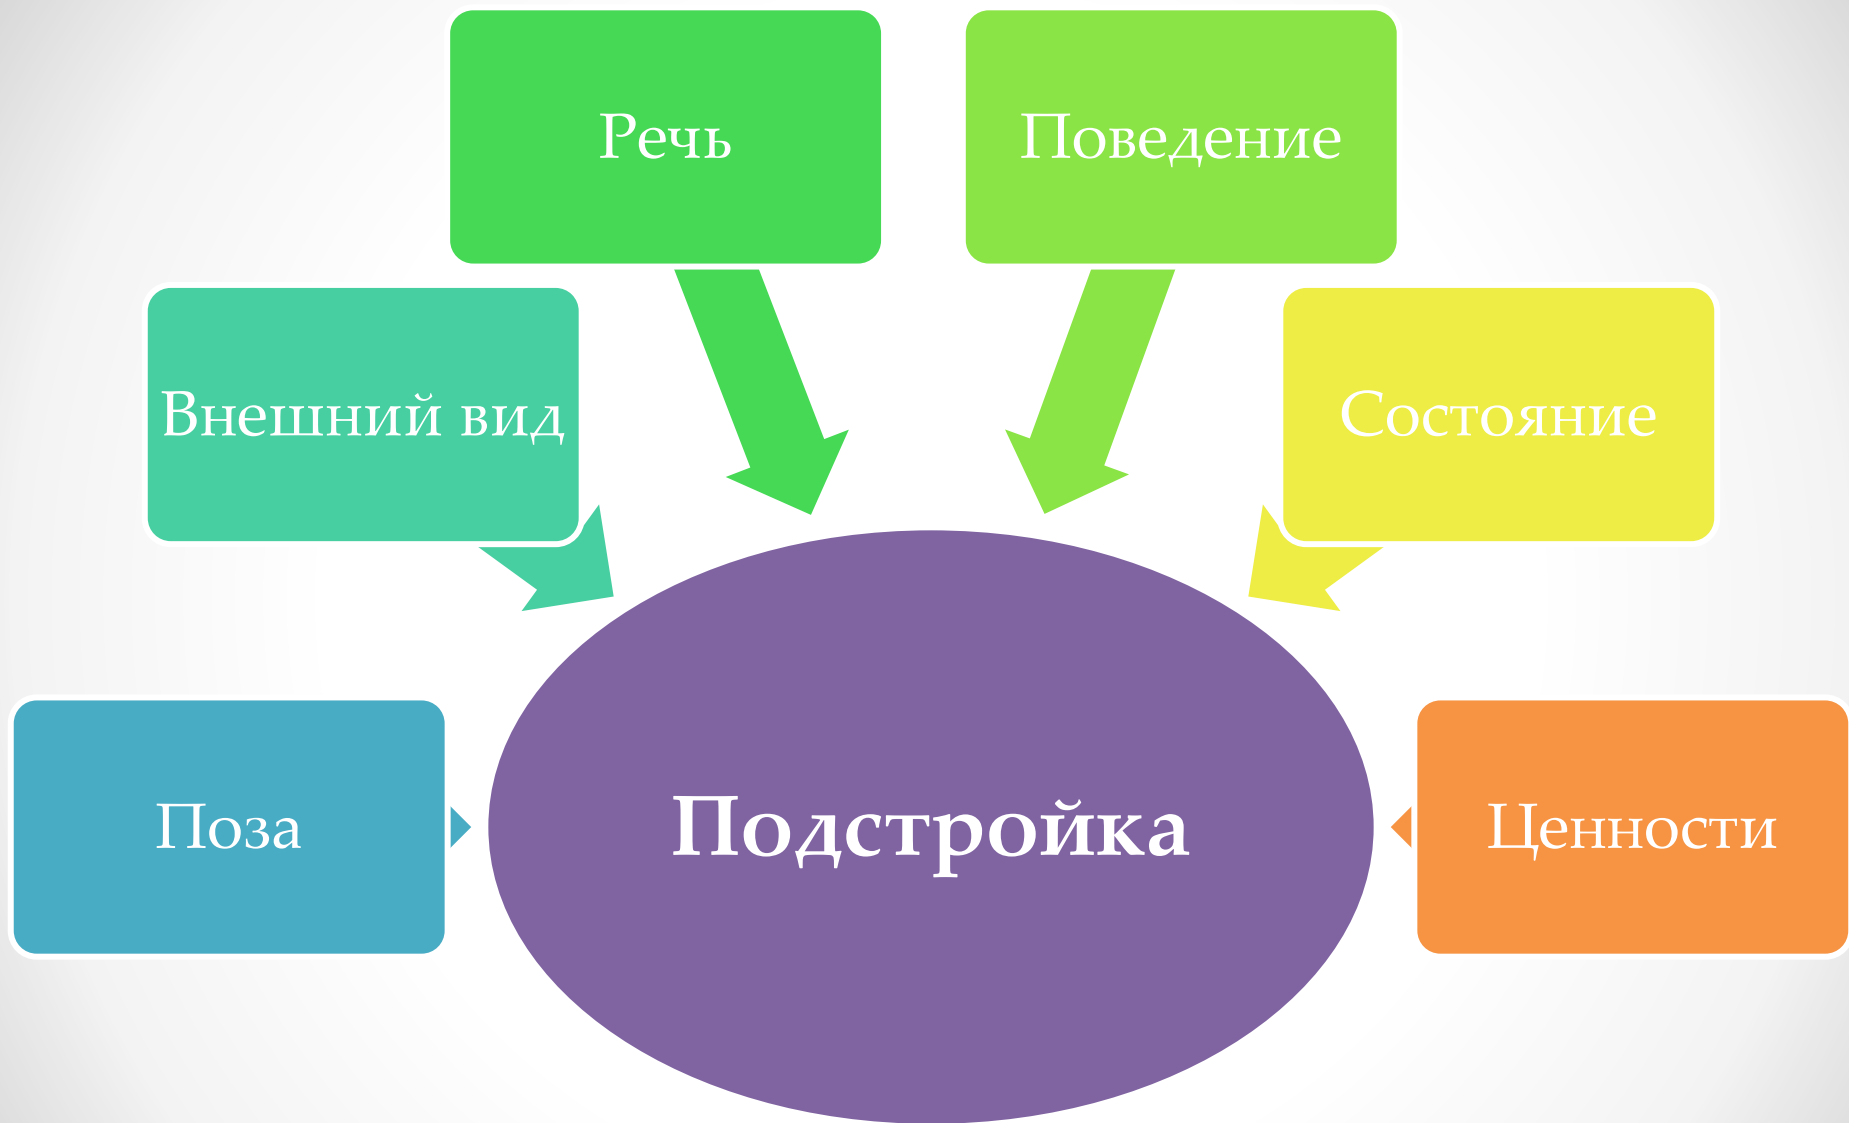 Речь
Поведение
Внешний вид
Состояние
Поза
Подстройка
Ценности